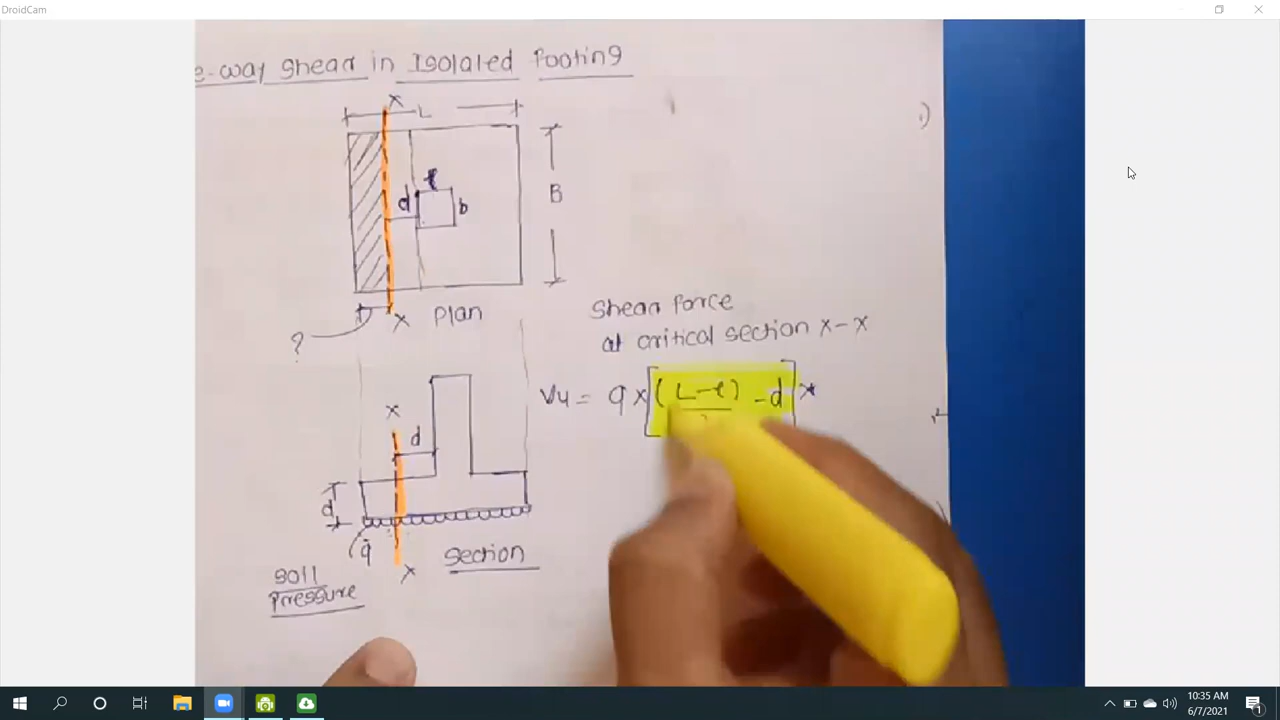 DroidCam
e-way shear in Isolated Footing
x
L
l
d
b
B
x
Plan
?
Shear force
at critical section x-x
Vu = q x [(L-l) - d] x
x
d
d
q
x
Section
Soil
Pressure
10:35 AM
6/7/2021
1